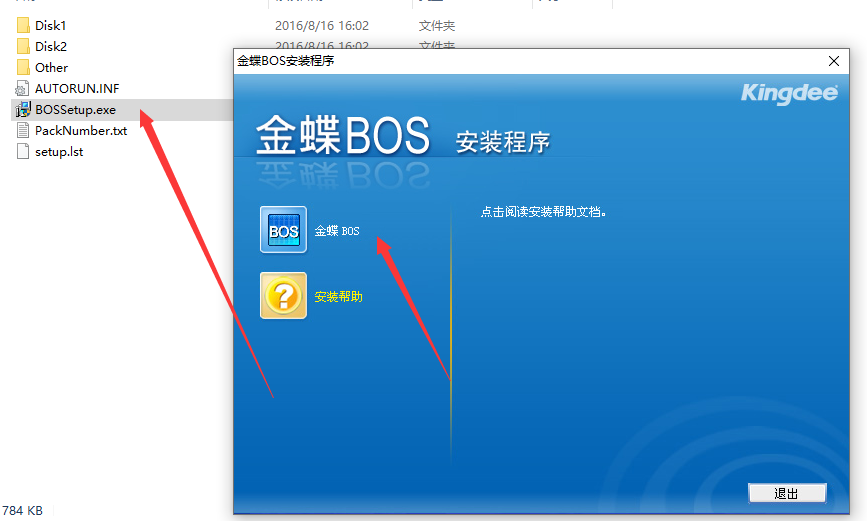 Disk1 2016/8/16 16:02 文件夹
Disk2 2016/8/16 16:02 文件夹
Other
AUTORUN.INF
BOSSetup.exe
PackNumber.txt
setup.lst
784 KB
金蝶BOS安装程序
Kingdee
金蝶BOS 安装程序
点击阅读安装帮助文档。
BOS 金蝶 BOS
? 安装帮助
退出